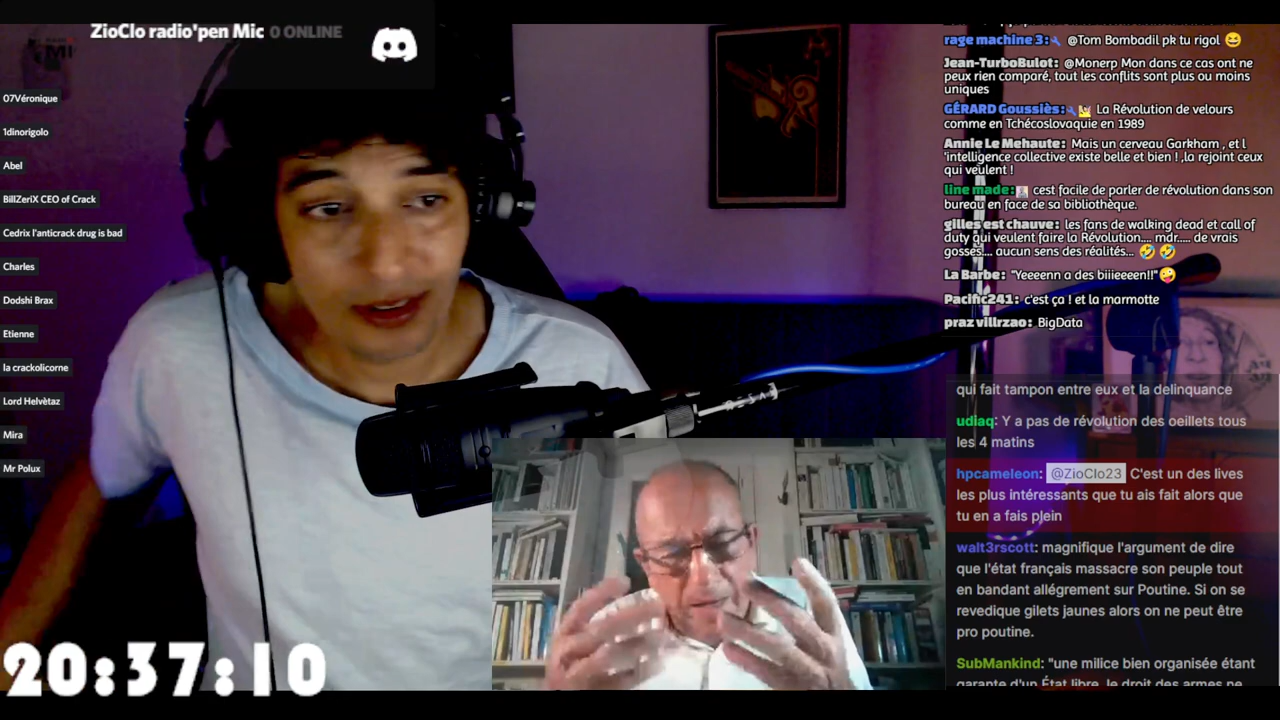 ZioClo radio'pen Mic 0 ONLINE
07Véronique
1dinorigolo
Abel
BillZeriX CEO of Crack
Cedrix l'anticrack drug is bad
Charles
Dodshi Brax
Etienne
la crackolicorne
Lord Helvètaz
Mira
Mr Polux
20:37:10
RESAS
rage machine 3: @Tom Bombadil pk tu rigol 😆
Jean-TurboBulot: @Monerp Mon dans ce cas ont ne
peux rien comparé, tout les conflits sont plus ou moins
uniques
GÉRARD Goussiès: La Révolution de velours
comme en Tchécoslovaquie en 1989
Annie Le Mehaute: Mais un cerveau Garkham , et l
'intelligence collective existe belle et bien ! ,la rejoint ceux
qui veulent !
line made: cest facile de parler de révolution dans son
bureau en face de sa bibliothèque.
gilles est chauve: les fans de walking dead et call of
duty qui veulent faire la Révolution.... mdr..... de vrais
gosses.... aucun sens des réalités... 🤣 🤣
La Barbe: "Yeeeenn a des biiieeeen!!"🤪
Pacific241: c'est ça ! et la marmotte
praz villrzao: BigData
qui fait tampon entre eux et la delinquance
udiaq: Y a pas de révolution des oeillets tous
les 4 matins
hpcameleon: @ZioClo23 C'est un des lives
les plus intéressants que tu ais fait alors que
tu en a fais plein
walt3rscott: magnifique l'argument de dire
que l'état français massacre son peuple tout
en bandant allégrement sur Poutine. Si on se
revedique gilets jaunes alors on ne peut être
pro poutine.
SubMankind: "une milice bien organisée étant
garante d'un État libre, le droit des armes ne